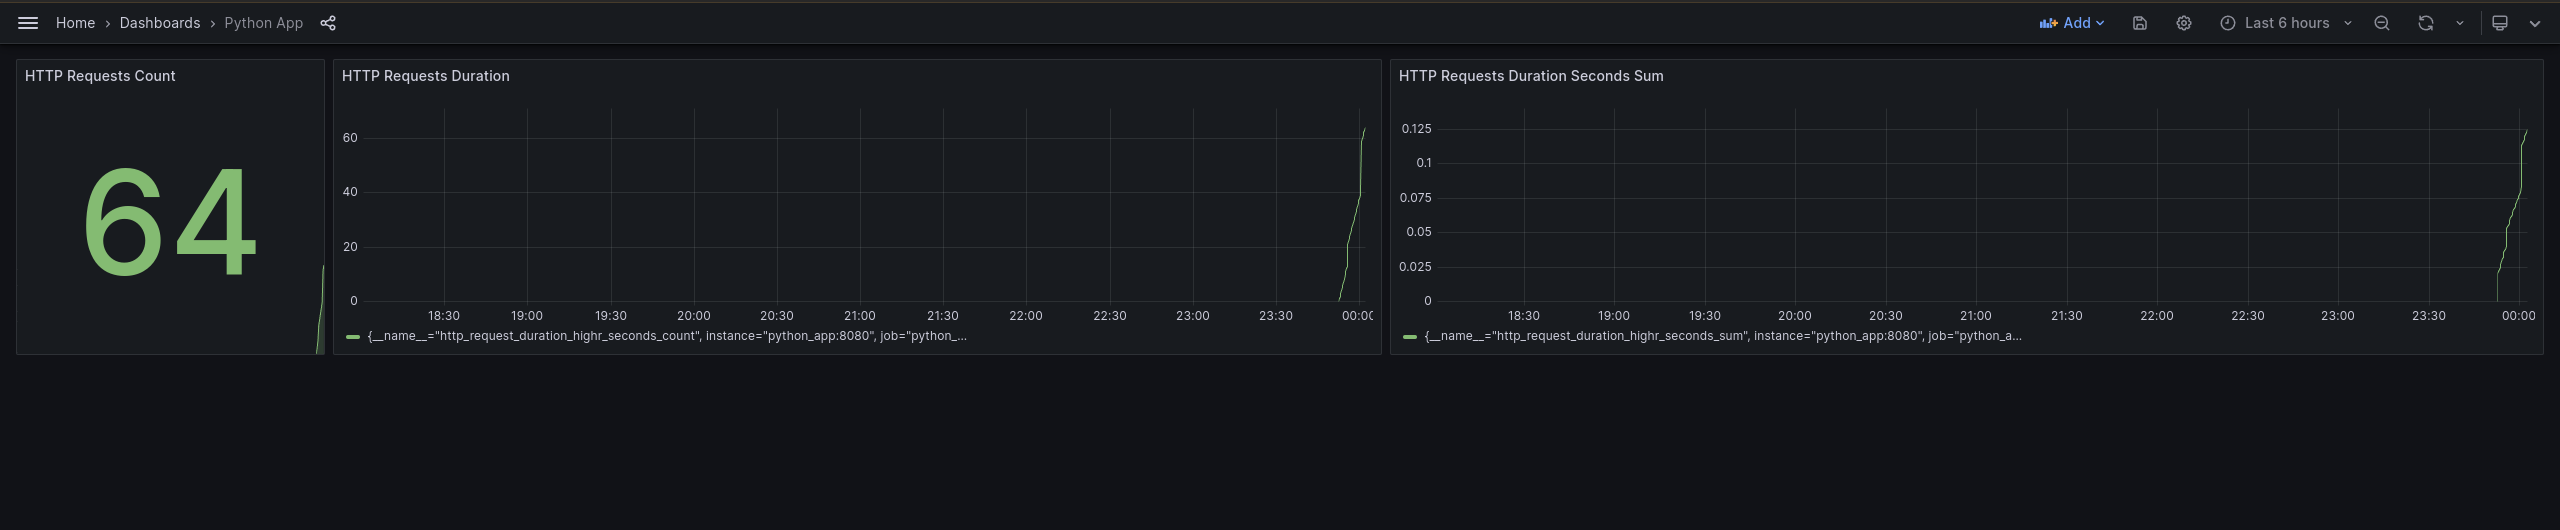 Home › Dashboards › Python App
Add
Last 6 hours
HTTP Requests Count
64
HTTP Requests Duration
60
40
20
0
18:30 19:00 19:30 20:00 20:30 21:00 21:30 22:00 22:30 23:00 23:30 00:00
{__name__="http_request_duration_highr_seconds_count", instance="python_app:8080", job="python_...
HTTP Requests Duration Seconds Sum
0.125
0.1
0.075
0.05
0.025
0
18:30 19:00 19:30 20:00 20:30 21:00 21:30 22:00 22:30 23:00 23:30 00:00
{__name__="http_request_duration_highr_seconds_sum", instance="python_app:8080", job="python_a...